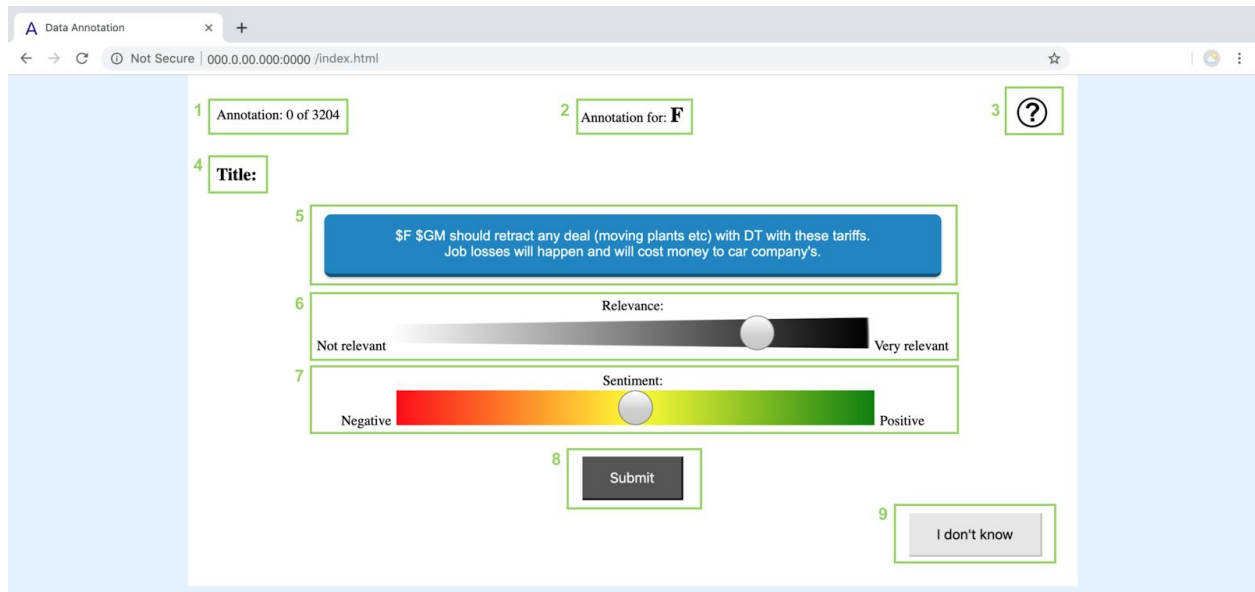 A Data Annotation × +
Not Secure | 000.0.00.000:0000 /index.html
1 Annotation: 0 of 3204
2 Annotation for: F
3 ?
4 Title:
5
$F $GM should retract any deal (moving plants etc) with DT with these tariffs.
Job losses will happen and will cost money to car company's.
6 Relevance:
Not relevant Very relevant
7 Sentiment:
Negative Positive
8 Submit
9 I don't know